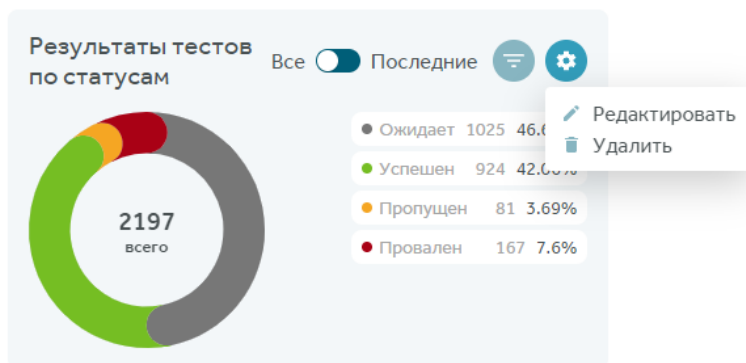 Результаты тестов
по статусам
Все Последние
Редактировать
Удалить
2197
всего
Ожидает 1025
Успешен 924
Пропущен 81 3.69%
Провален 167 7.6%